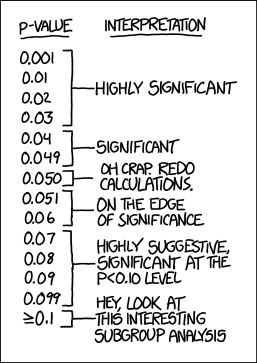 P-VALUE INTERPRETATION
0.001
0.01
0.02
0.03
HIGHLY SIGNIFICANT
0.04
0.049
SIGNIFICANT
0.050
OH CRAP. REDO
CALCULATIONS.
0.051
0.06
ON THE EDGE
OF SIGNIFICANCE
0.07
0.08
0.09
0.099
HIGHLY SUGGESTIVE,
SIGNIFICANT AT THE
P<0.10 LEVEL
≥0.1
HEY, LOOK AT
THIS INTERESTING
SUBGROUP ANALYSIS